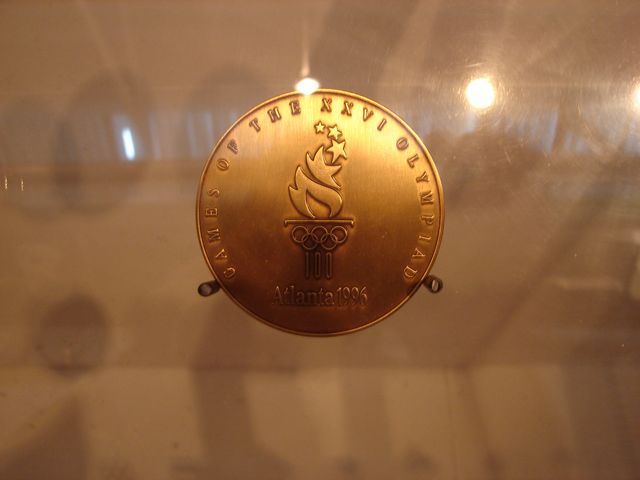 GAMES OF THE XXVI OLYMPIAD
Atlanta 1996